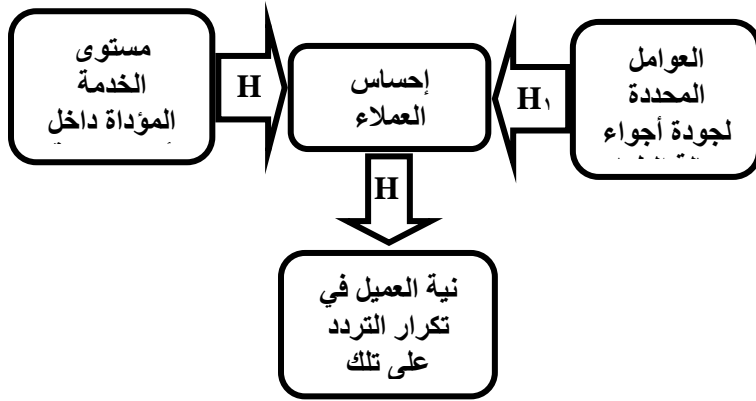 العوامل
المحددة
لجودة أجواء
H١
إحساس
العملاء
H
مستوى
الخدمة
المؤداة داخل
H
نية العميل في
تكرار التردد
على تلك